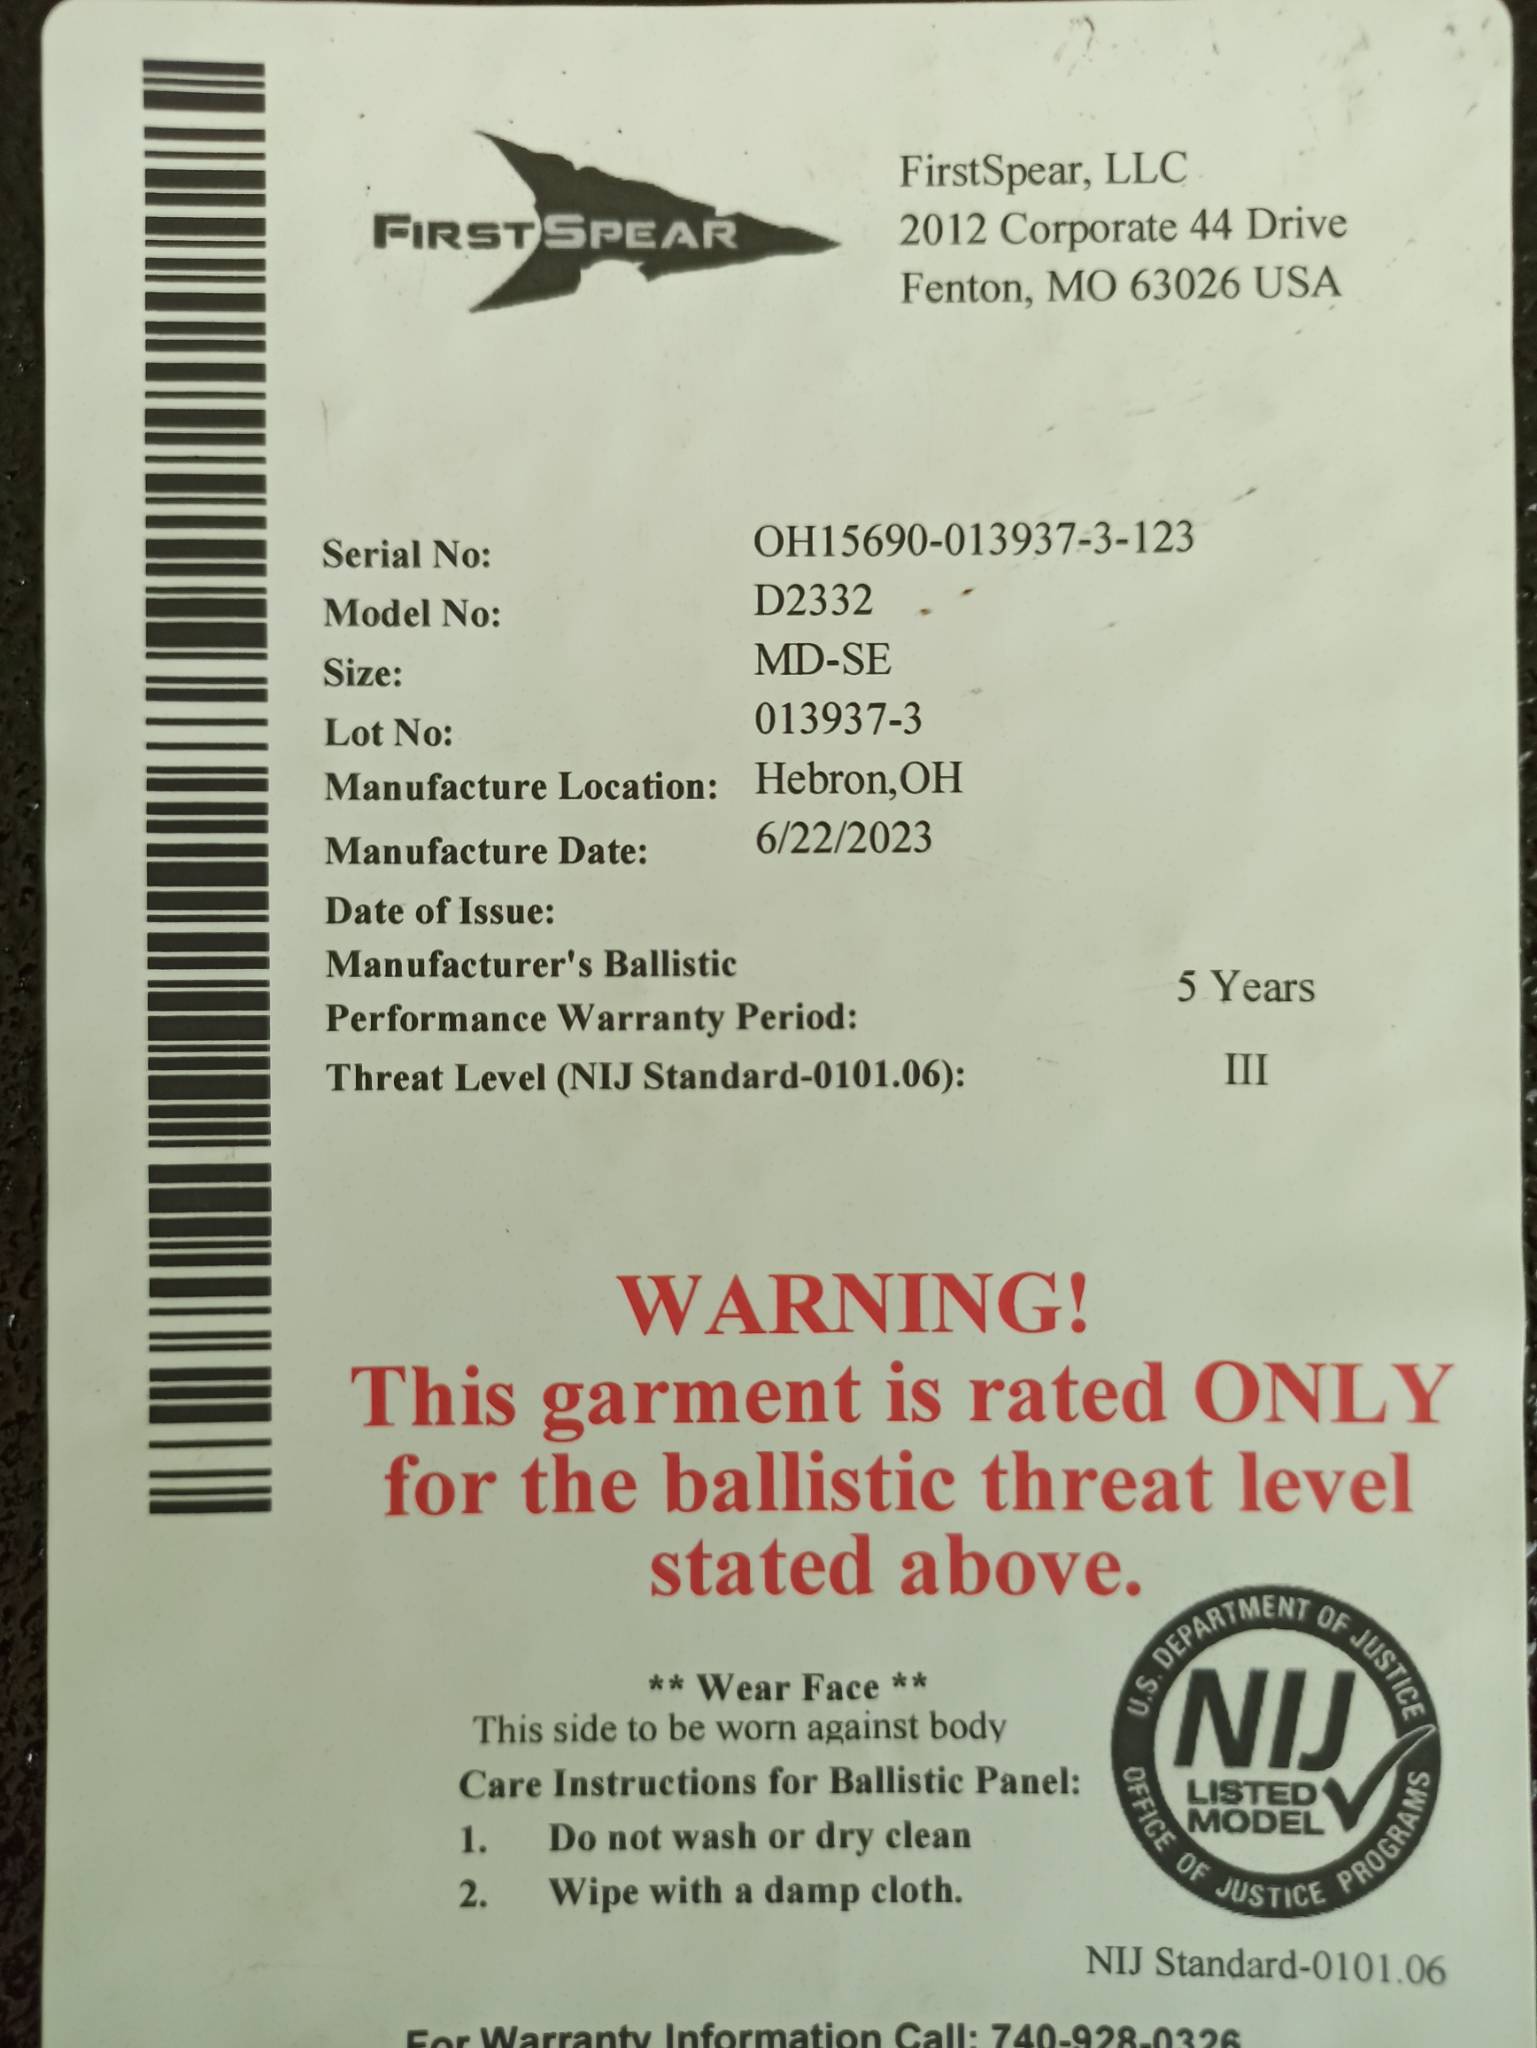 FIRSTSPEAR
FirstSpear, LLC
2012 Corporate 44 Drive
Fenton, MO 63026 USA
Serial No: OH15690-013937-3-123
Model No: D2332
Size: MD-SE
Lot No: 013937-3
Manufacture Location: Hebron,OH
Manufacture Date: 6/22/2023
Date of Issue:
Manufacturer's Ballistic
Performance Warranty Period: 5 Years
Threat Level (NIJ Standard-0101.06): III
WARNING!
This garment is rated ONLY
for the ballistic threat level
stated above.
** Wear Face **
This side to be worn against body
Care Instructions for Ballistic Panel:
1. Do not wash or dry clean
2. Wipe with a damp cloth.
U.S. DEPARTMENT OF JUSTICE
NIJ
LISTED
MODEL
OFFICE OF JUSTICE PROGRAMS
NIJ Standard-0101.06
For Warranty Information Call: 740-928-0326